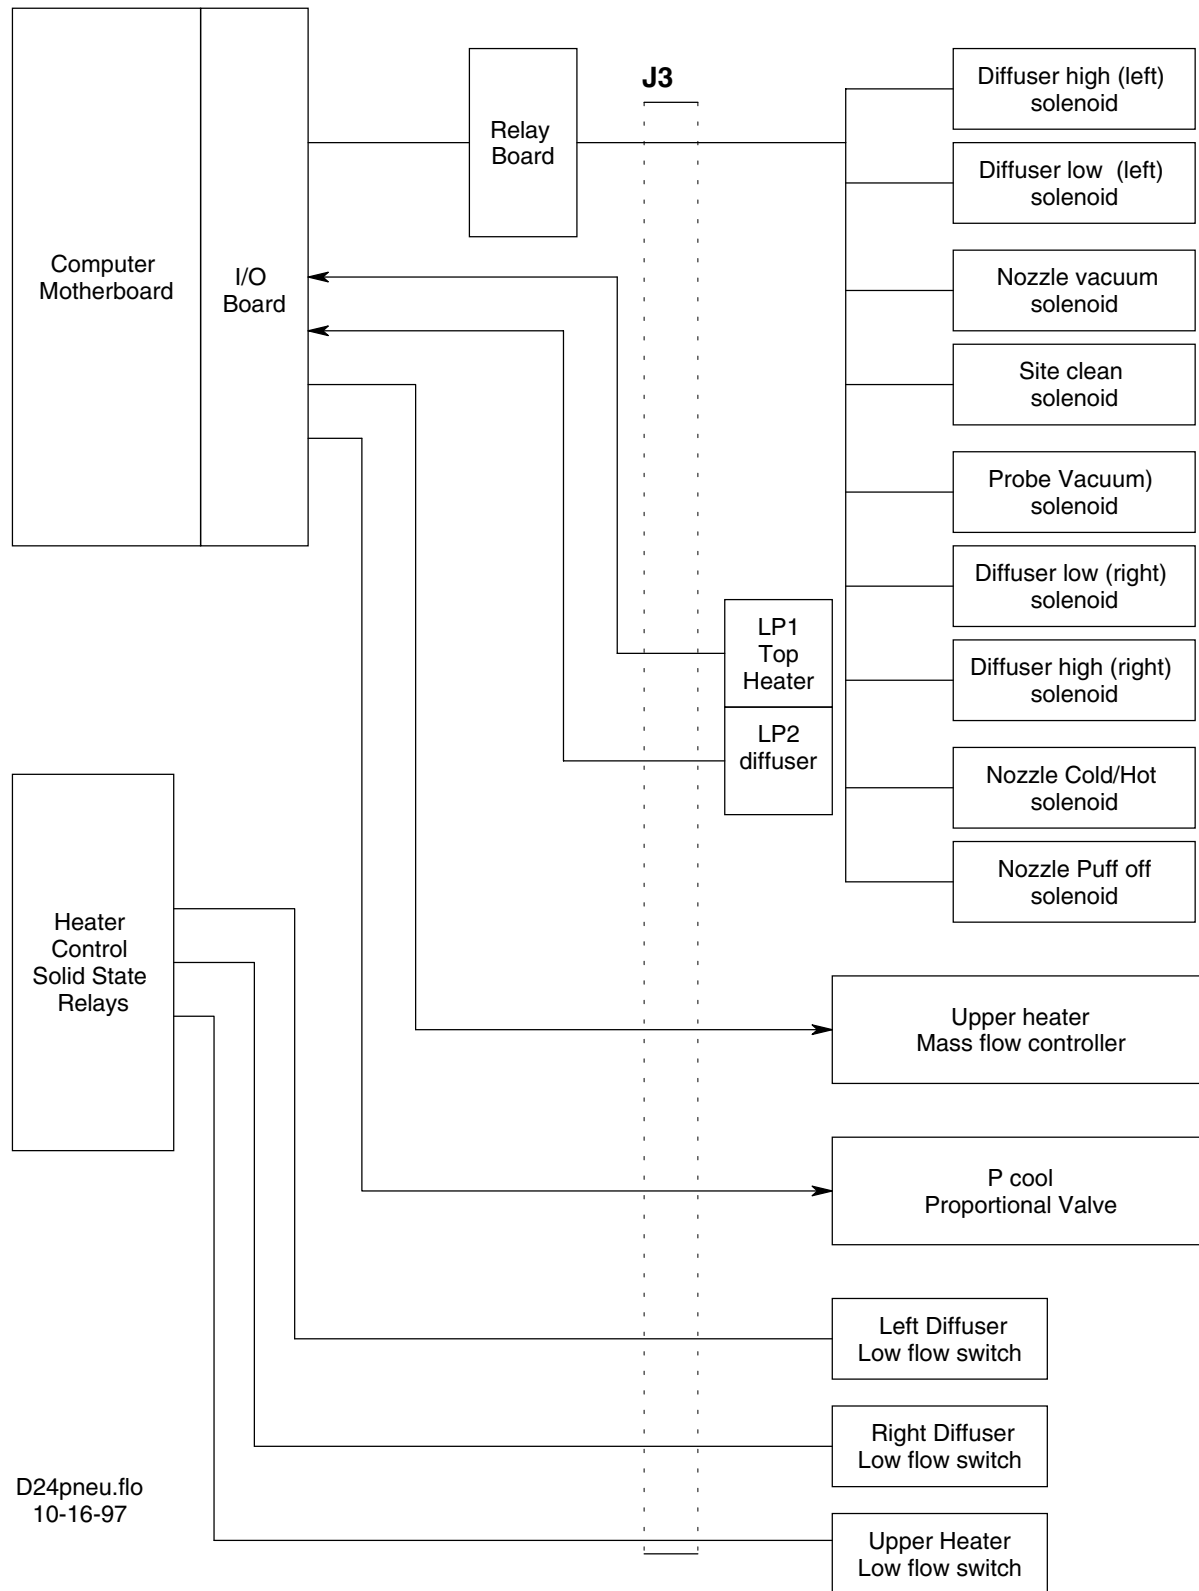 J3
Diffuser high (left)
solenoid
Relay
Board
Diffuser low (left)
solenoid
Computer
Motherboard
I/O
Board
Nozzle vacuum
solenoid
Site clean
solenoid
Probe Vacuum)
solenoid
Diffuser low (right)
solenoid
LP1
Top
Heater
Diffuser high (right)
solenoid
LP2
diffuser
Nozzle Cold/Hot
solenoid
Nozzle Puff off
solenoid
Heater
Control
Solid State
Relays
Upper heater
Mass flow controller
P cool
Proportional Valve
Left Diffuser
Low flow switch
Right Diffuser
Low flow switch
D24pneu.flo
10-16-97
Upper Heater
Low flow switch